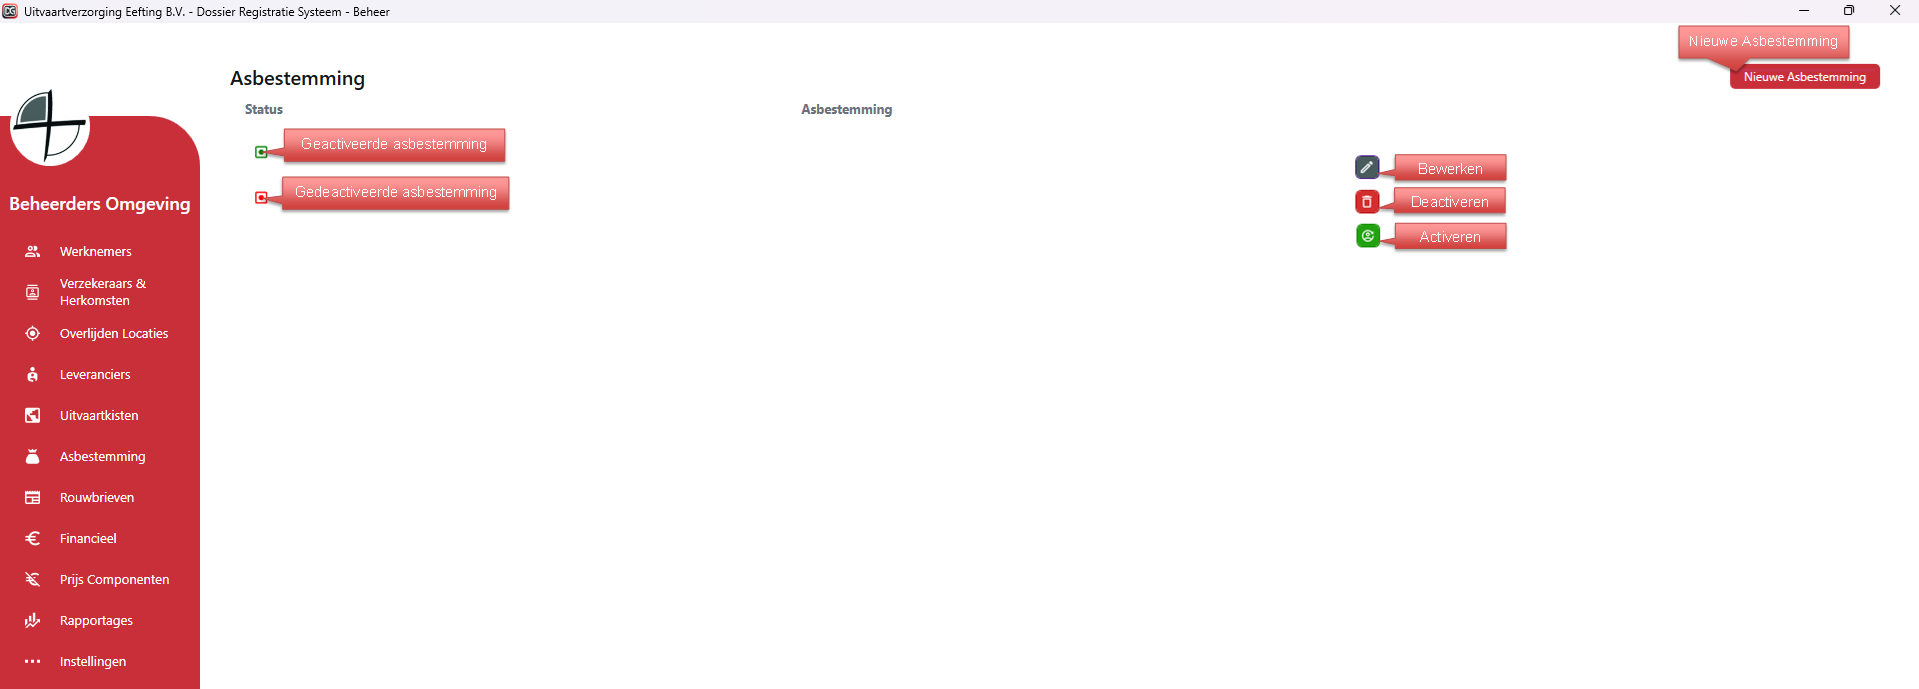 Uitvaartverzorging Eefting B.V. - Dossier Registratie Systeem - Beheer
Nieuwe Asbestemming
Nieuwe Asbestemming
Asbestemming
Status
Asbestemming
Geactiveerde asbestemming
Gedeactiveerde asbestemming
Bewerken
Deactiveren
Activeren
Beheerders Omgeving
Werknemers
Verzekeraars &
Herkomsten
Overlijden Locaties
Leveranciers
Uitvaartkisten
Asbestemming
Rouwbrieven
Financieel
Prijs Componenten
Rapportages
Instellingen